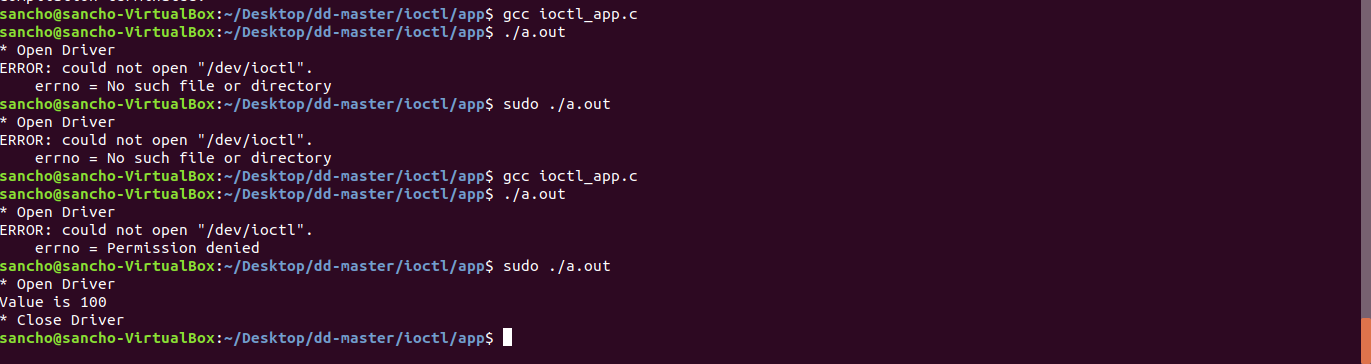 sancho@sancho-VirtualBox:~/Desktop/dd-master/ioctl/app$ gcc ioctl_app.c
sancho@sancho-VirtualBox:~/Desktop/dd-master/ioctl/app$ ./a.out
* Open Driver
ERROR: could not open "/dev/ioctl".
    errno = No such file or directory
sancho@sancho-VirtualBox:~/Desktop/dd-master/ioctl/app$ sudo ./a.out
* Open Driver
ERROR: could not open "/dev/ioctl".
    errno = No such file or directory
sancho@sancho-VirtualBox:~/Desktop/dd-master/ioctl/app$ gcc ioctl_app.c
sancho@sancho-VirtualBox:~/Desktop/dd-master/ioctl/app$ ./a.out
* Open Driver
ERROR: could not open "/dev/ioctl".
    errno = Permission denied
sancho@sancho-VirtualBox:~/Desktop/dd-master/ioctl/app$ sudo ./a.out
* Open Driver
Value is 100
* Close Driver
sancho@sancho-VirtualBox:~/Desktop/dd-master/ioctl/app$